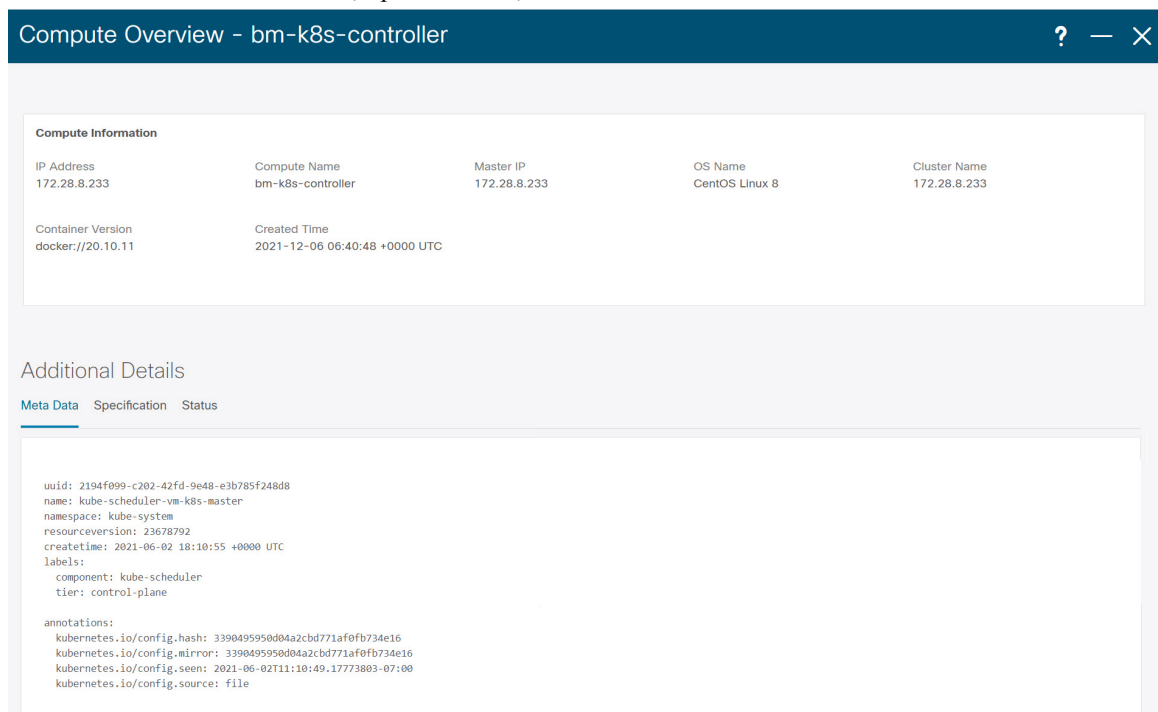 Compute Overview - bm-k8s-controller ? — ×
Compute Information
IP Address Compute Name Master IP OS Name Cluster Name
172.28.8.233 bm-k8s-controller 172.28.8.233 CentOS Linux 8 172.28.8.233
Container Version Created Time
docker://20.10.11 2021-12-06 06:40:48 +0000 UTC
Additional Details
Meta Data Specification Status
uuid: 2194f099-c202-42fd-9e48-e3b785f248d8
name: kube-scheduler-vm-k8s-master
namespace: kube-system
resourceversion: 23678792
createtime: 2021-06-02 18:10:55 +0000 UTC
labels:
component: kube-scheduler
tier: control-plane
annotations:
kubernetes.io/config.hash: 3390495950d04a2cbd771af0fb734e16
kubernetes.io/config.mirror: 3390495950d04a2cbd771af0fb734e16
kubernetes.io/config.seen: 2021-06-02T11:10:49.17773803-07:00
kubernetes.io/config.source: file